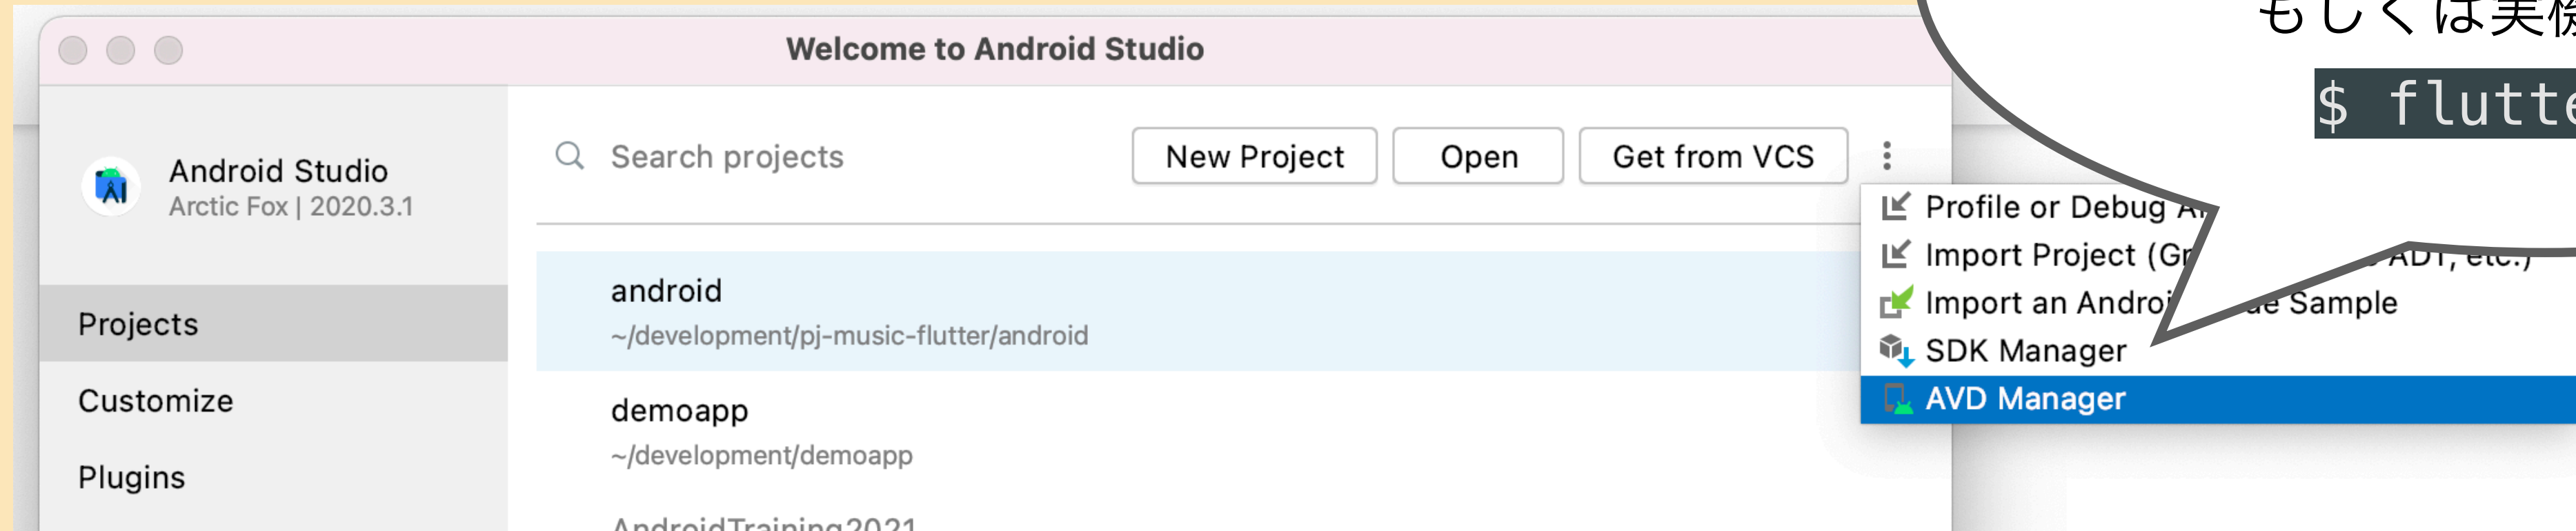 Welcome to Android Studio
もしくは実機
$ flutte
Android Studio
Arctic Fox | 2020.3.1
Search projects
New Project
Open
Get from VCS
Profile or Debug
Import Project
ADT, etc.)
Import an Android
Sample
SDK Manager
AVD Manager
Projects
Customize
Plugins
android
~/development/pj-music-flutter/android
demoapp
~/development/demoapp
AndroidTraining2021